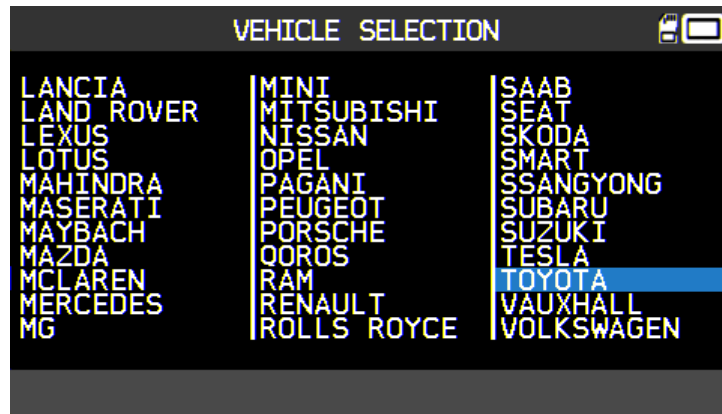 VEHICLE SELECTION
LANCIA
LAND ROVER
LEXUS
LOTUS
MAHINDRA
MASERATI
MAYBACH
MAZDA
MCLAREN
MERCEDES
MG
MINI
MITSUBISHI
NISSAN
OPEL
PAGANI
PEUGEOT
PORSCHE
QOROS
RAM
RENAULT
ROLLS ROYCE
SAAB
SEAT
SKODA
SMART
SSANGYONG
SUBARU
SUZUKI
TESLA
TOYOTA
VAUXHALL
VOLKSWAGEN